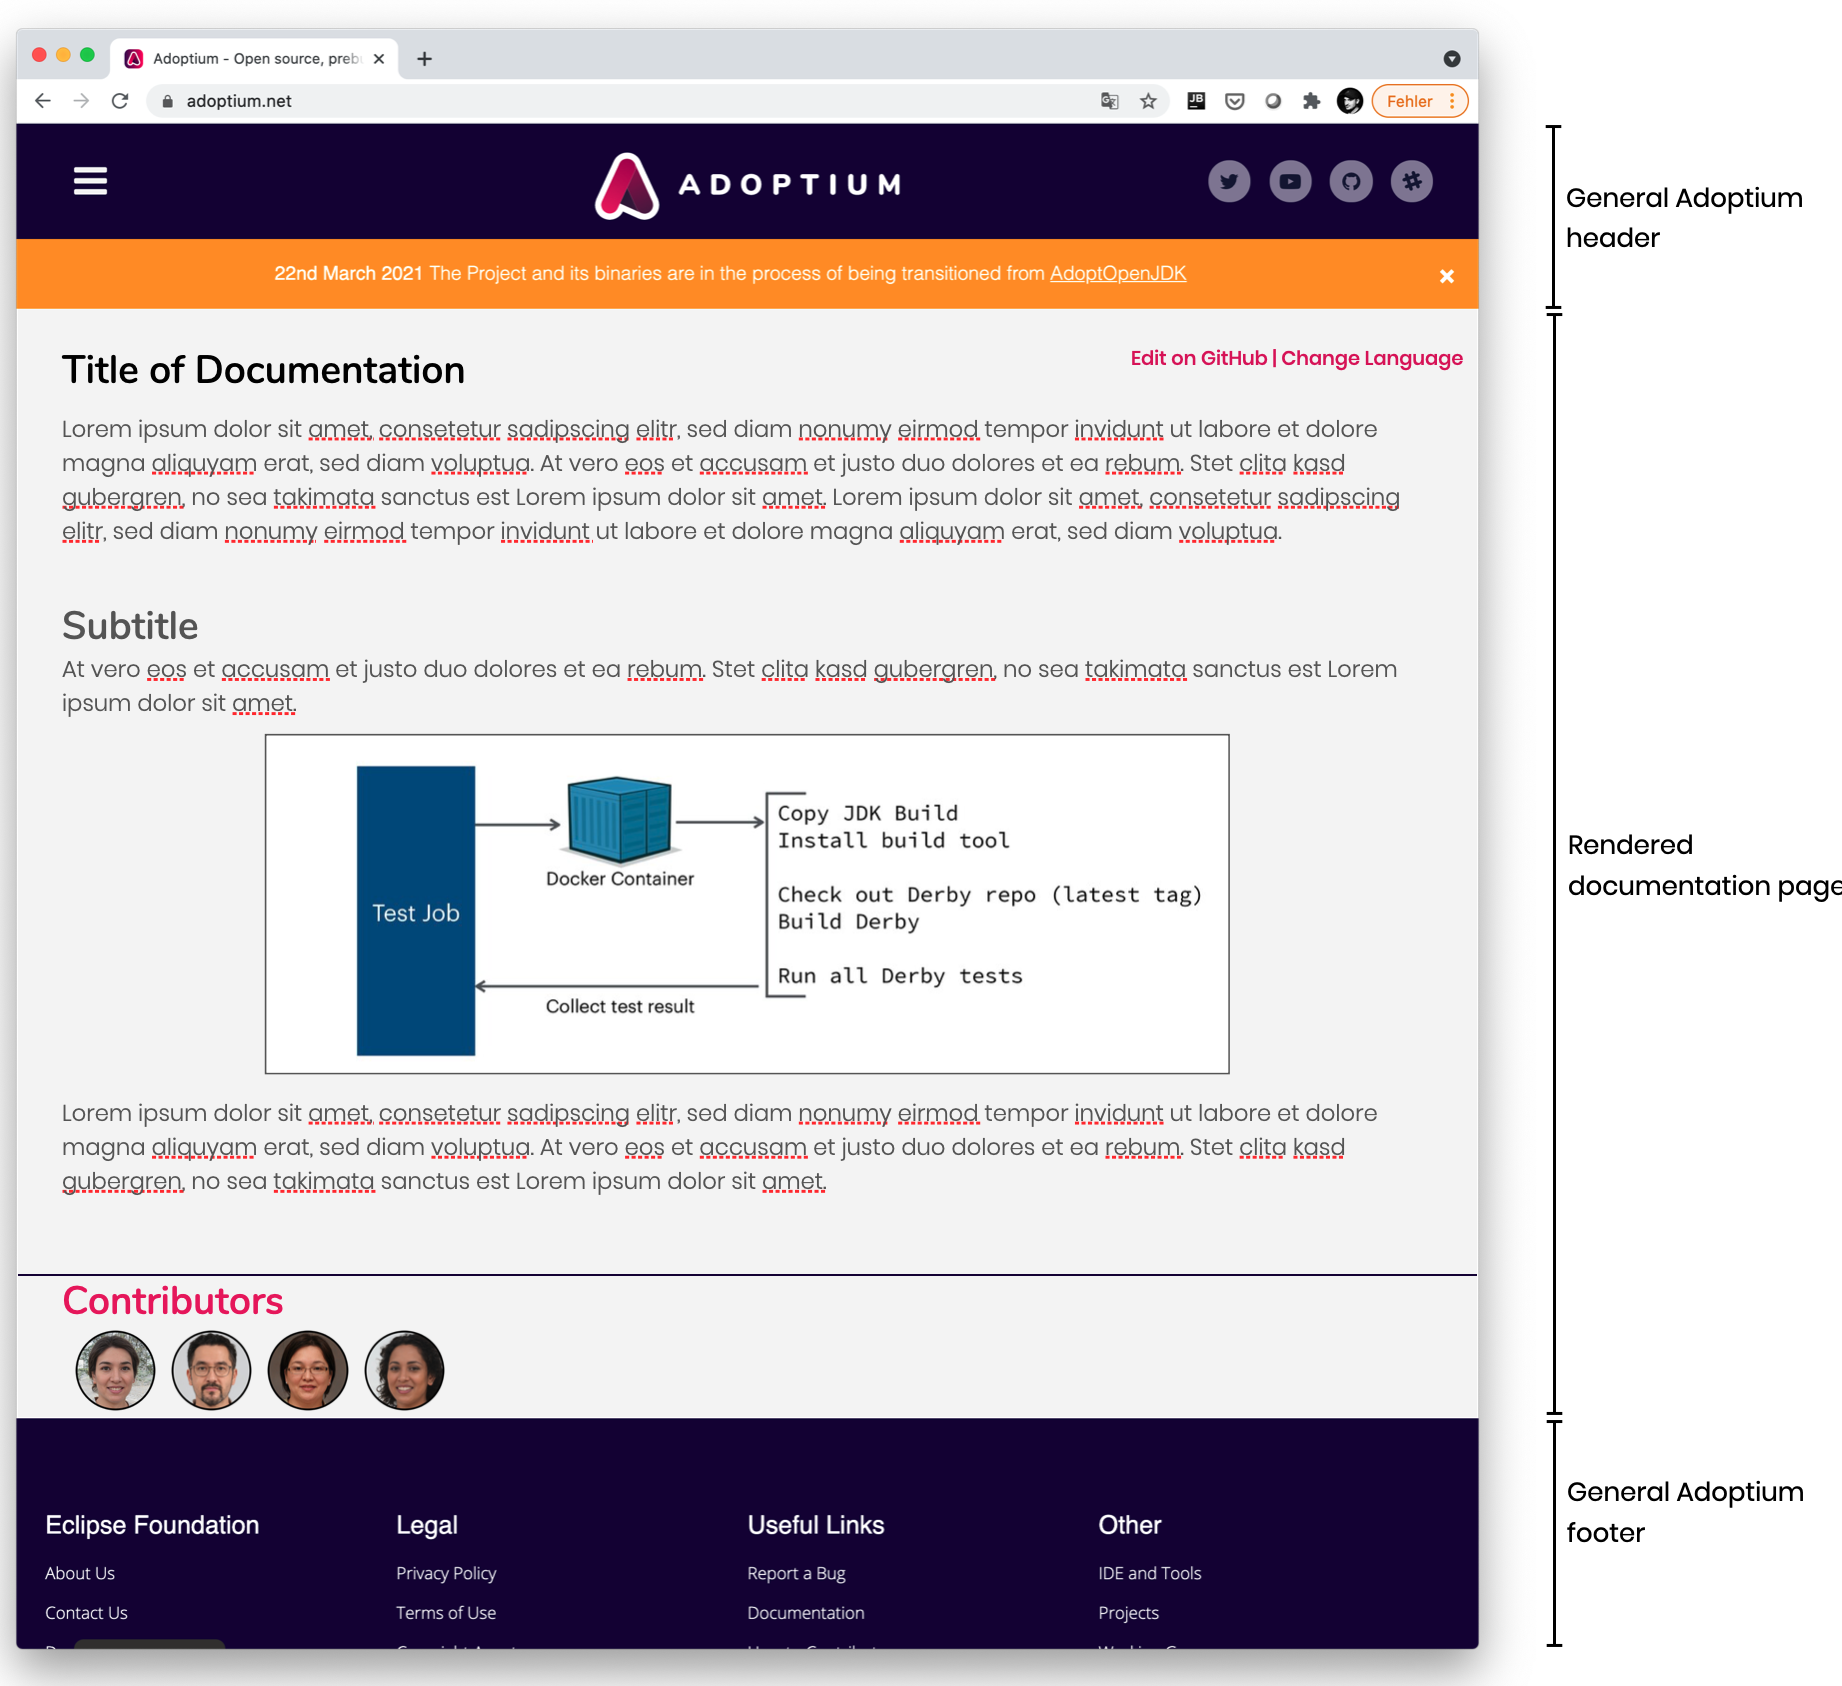 Adoptium - Open source, preb
adoptium.net
JB
Fehler
ADOPTIUM
General Adoptium
header
22nd March 2021 The Project and its binaries are in the process of being transitioned from AdoptOpenJDK
Title of Documentation
Edit on GitHub | Change Language
Lorem ipsum dolor sit amet, consetetur sadipscing elitr, sed diam nonumy eirmod tempor invidunt ut labore et dolore
magna aliquyam erat, sed diam voluptua. At vero eos et accusam et justo duo dolores et ea rebum. Stet clita kasd
gubergren, no sea takimata sanctus est Lorem ipsum dolor sit amet. Lorem ipsum dolor sit amet, consetetur sadipscing
elitr, sed diam nonumy eirmod tempor invidunt ut labore et dolore magna aliquyam erat, sed diam voluptua.
Subtitle
At vero eos et accusam et justo duo dolores et ea rebum. Stet clita kasd gubergren, no sea takimata sanctus est Lorem
ipsum dolor sit amet.
Test Job
Docker Container
Copy JDK Build
Install build tool
Check out Derby repo (latest tag)
Build Derby
Run all Derby tests
Collect test result
Rendered
documentation page
Lorem ipsum dolor sit amet, consetetur sadipscing elitr, sed diam nonumy eirmod tempor invidunt ut labore et dolore
magna aliquyam erat, sed diam voluptua. At vero eos et accusam et justo duo dolores et ea rebum. Stet clita kasd
gubergren, no sea takimata sanctus est Lorem ipsum dolor sit amet.
Contributors
General Adoptium
footer
Eclipse Foundation
About Us
Contact Us
Legal
Privacy Policy
Terms of Use
Useful Links
Report a Bug
Documentation
Other
IDE and Tools
Projects